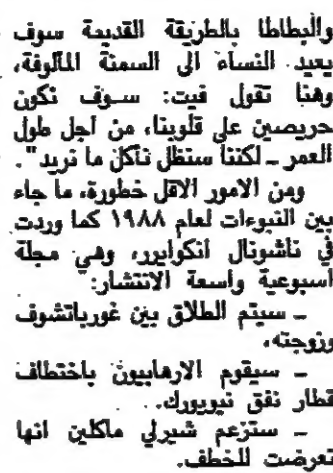 والبطاطا بالطريقة القديمة سوف
يعيد النساء الى السمنة المألوفة،
وهنا تقول فيت: سوف نكون
حريصين على قلوبنا، من اجل طول
العمر ـ لكننا سنظل نأكل ما نريد".
ومن الامور الاقل خطورة، ما جاء
بين النبوءات لعام ١٩٨٨ كما وردت
في ناشونال انكوايرر، وهي مجلة
اسبوعية واسعة الانتشار:
ـ سيتم الطلاق بين غورباتشوف
وزوجته،
ـ سيقوم الارهابيون باختطاف
قطار نفق نيويورك.
ـ ستزعم شيرلي ماكلين انها
تعرضت للخطف.